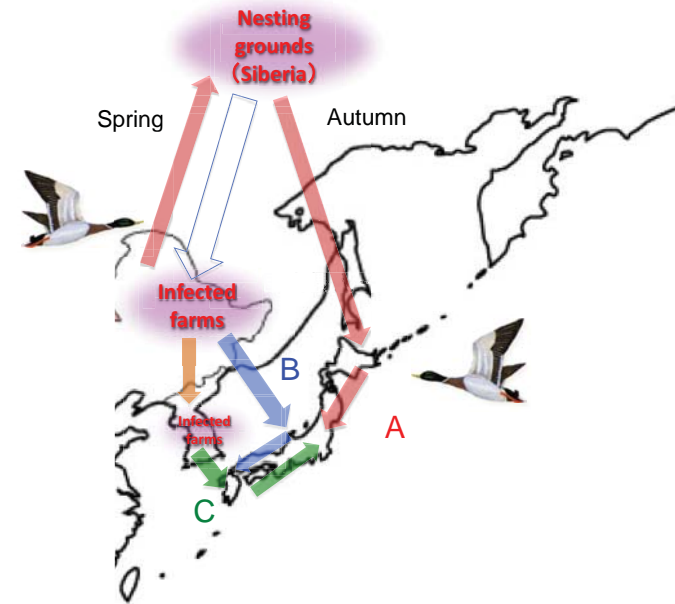 Nesting
grounds
(Siberia)
Spring
Autumn
Infected
farms
B
Infected
farms
A
C